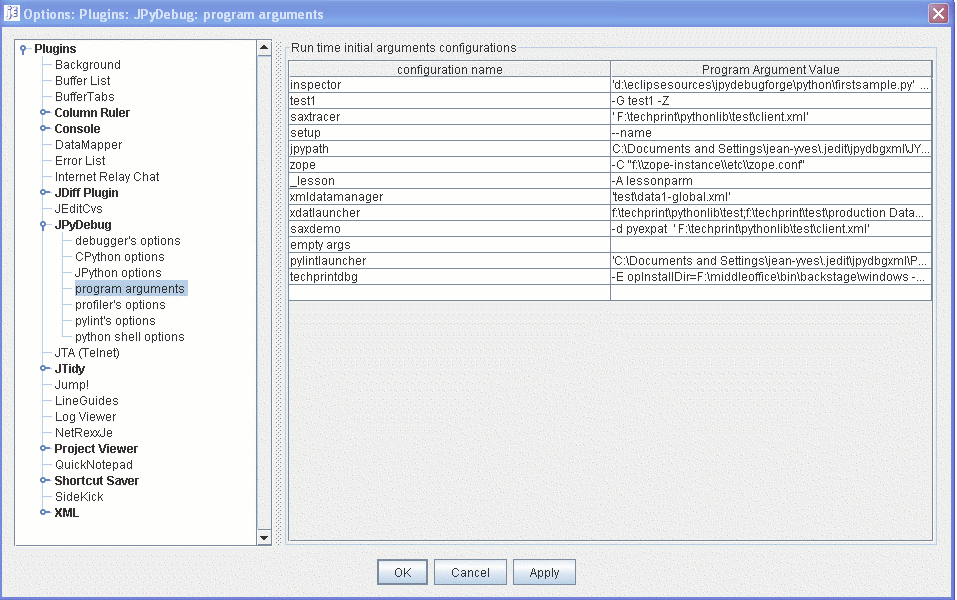 Options: Plugins: JPyDebug: program arguments
Plugins
Background
Buffer List
BufferTabs
Column Ruler
Console
DataMapper
Error List
Internet Relay Chat
JDiff Plugin
JEditCvs
JPyDebug
debugger's options
CPython options
JPython options
program arguments
profiler's options
pylint's options
python shell options
JTA (Telnet)
JTidy
Jump!
LineGuides
Log Viewer
NetRexxJe
Project Viewer
QuickNotepad
Shortcut Saver
SideKick
XML
Run time initial arguments configurations
configuration name Program Argument Value
inspector 'd:\eclipsesources\jpydebugforge\python\firstsample.py' ...
test1 -G test1 -Z
saxtracer ' F:\techprint\pythonlib\test\client.xml'
setup --name
jpypath C:\Documents and Settings\jean-yves\.jedit\jpydbgxml\JY...
zope -C "f:\\zope-instance\\etc\\zope.conf"
_lesson -A lessonparm
xmldatamanager 'test\data1-global.xml'
xdatlauncher f:\techprint\pythonlib\test;f:\techprint\test\production Data...
saxdemo -d pyexpat ' F:\techprint\pythonlib\test\client.xml'
empty args
pylintlauncher 'C:\Documents and Settings\jean-yves\.jedit\jpydbgxml\P...
techprintdbg -E opInstallDir=F:\middleoffice\bin\backstage\windows -...
OK Cancel Apply